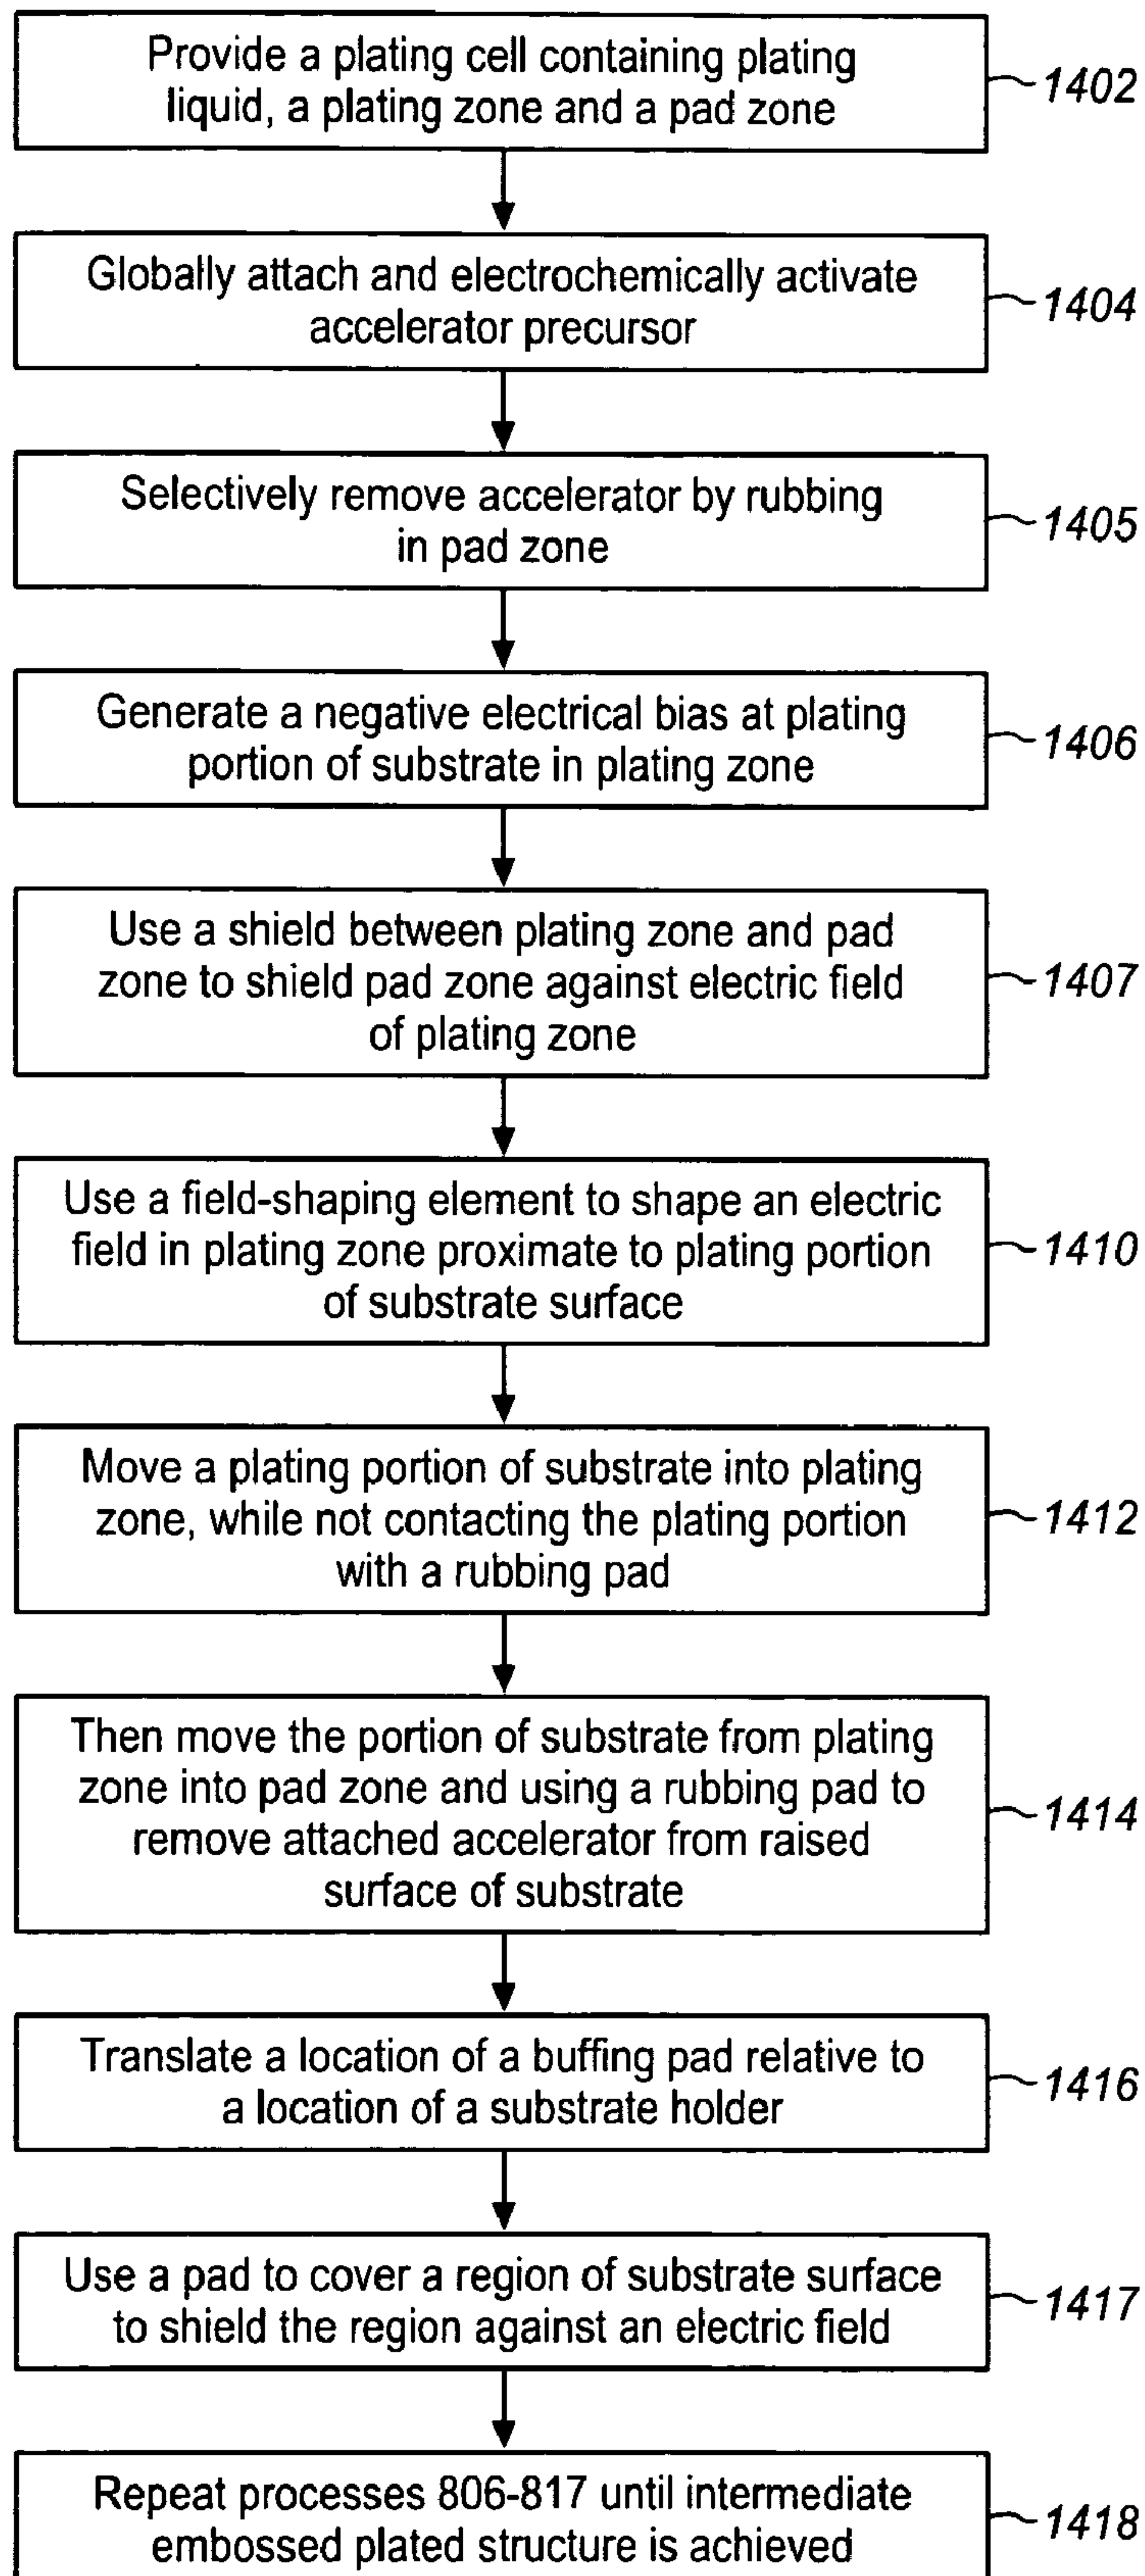 Provide a plating cell containing plating
liquid, a plating zone and a pad zone
1402
Globally attach and electrochemically activate
accelerator precursor
1404
Selectively remove accelerator by rubbing
in pad zone
1405
Generate a negative electrical bias at plating
portion of substrate in plating zone
1406
Use a shield between plating zone and pad
zone to shield pad zone against electric field
of plating zone
1407
Use a field-shaping element to shape an electric
field in plating zone proximate to plating portion
of substrate surface
1410
Move a plating portion of substrate into plating
zone, while not contacting the plating portion
with a rubbing pad
1412
Then move the portion of substrate from plating
zone into pad zone and using a rubbing pad to
remove attached accelerator from raised
surface of substrate
1414
Translate a location of a buffing pad relative to
a location of a substrate holder
1416
Use a pad to cover a region of substrate surface
to shield the region against an electric field
1417
Repeat processes 806-817 until intermediate
embossed plated structure is achieved
1418